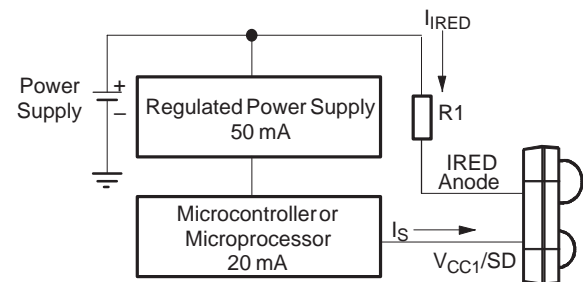 I_IRED
Power
Supply
+
–
Regulated Power Supply
50 mA
R1
IRED
Anode
Microcontroller or
Microprocessor
20 mA
I_S
V_CC1/SD